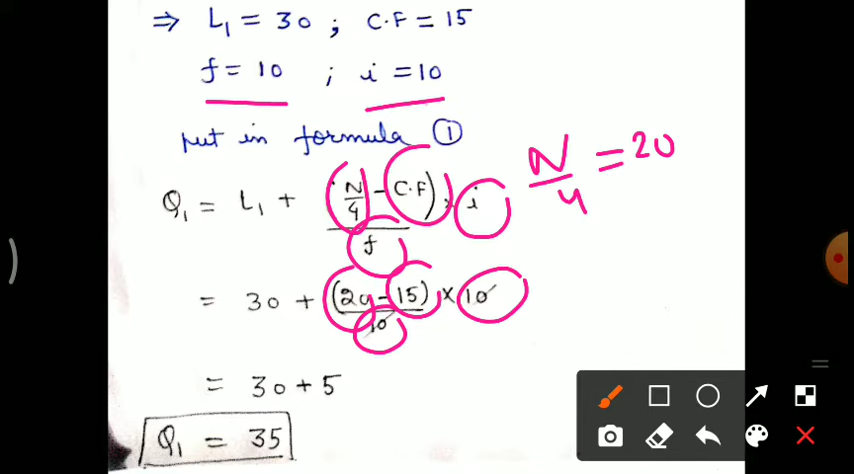 ⇒ L₁ = 30 ; C.F = 15
f = 10 ; i = 10
put in formula ①
N/4 = 20
Q₁ = L₁ + (N/4 - C.F)/f × i
= 30 + (20 - 15)/10 × 10
= 30 + 5
Q₁ = 35